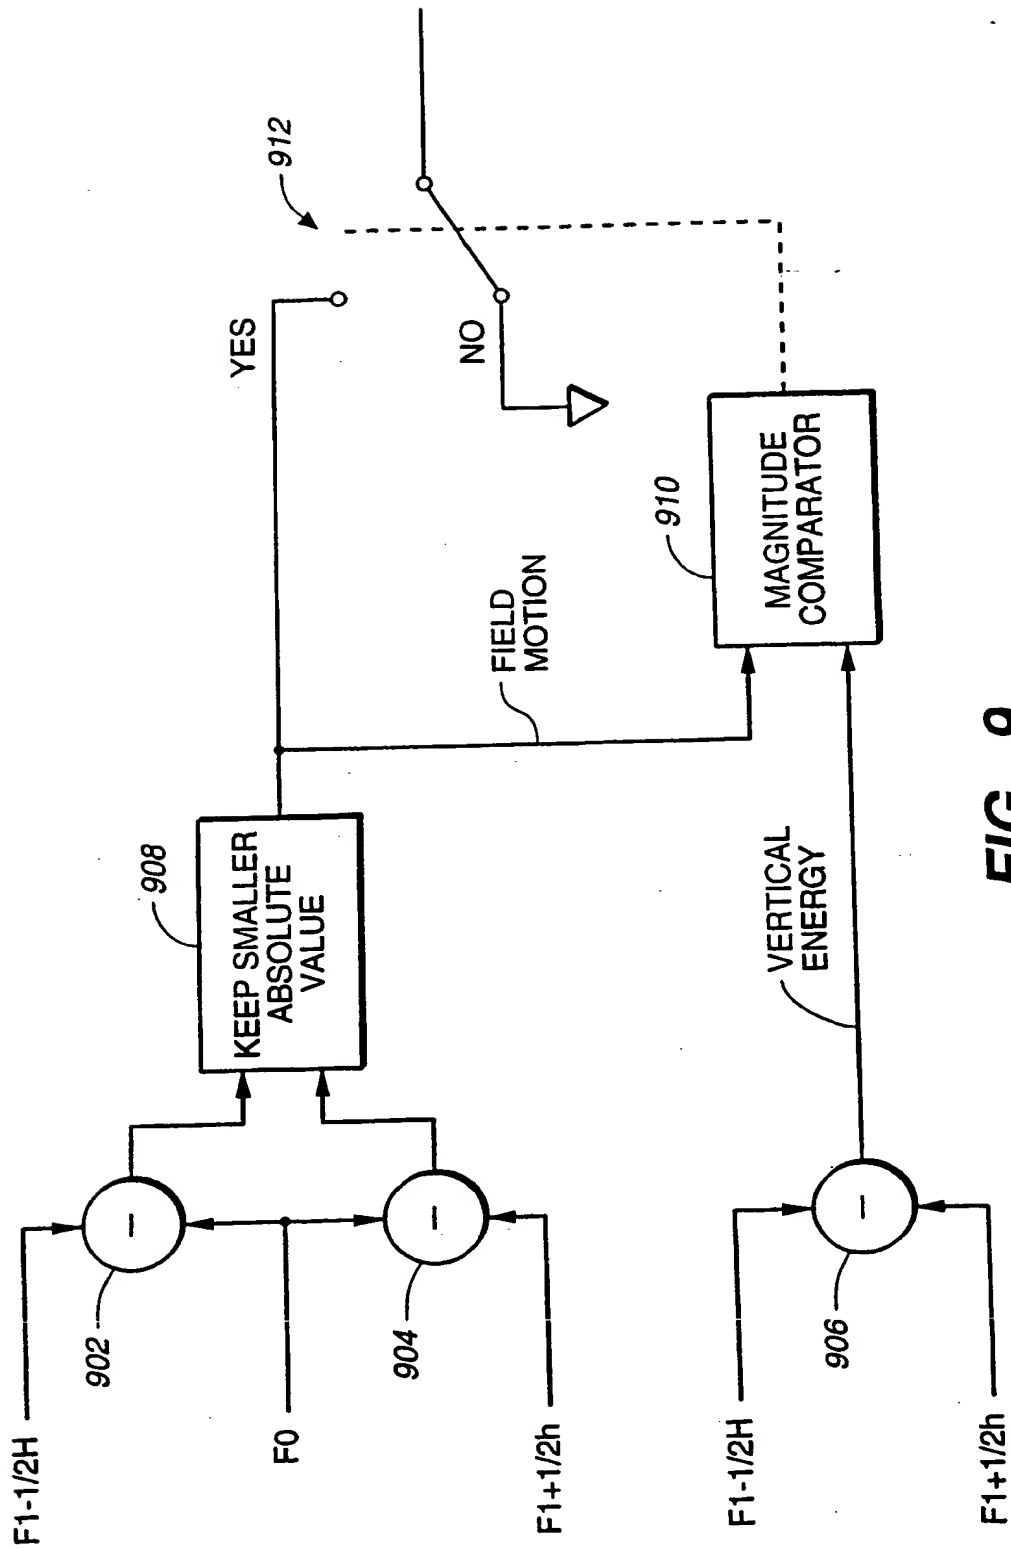 F1-1/2H
902
F0
904
F1+1/2h
908
KEEP SMALLER
ABSOLUTE
VALUE
YES
912
NO
FIELD
MOTION
910
MAGNITUDE
COMPARATOR
VERTICAL
ENERGY
F1-1/2H
906
F1+1/2h
FIG._9